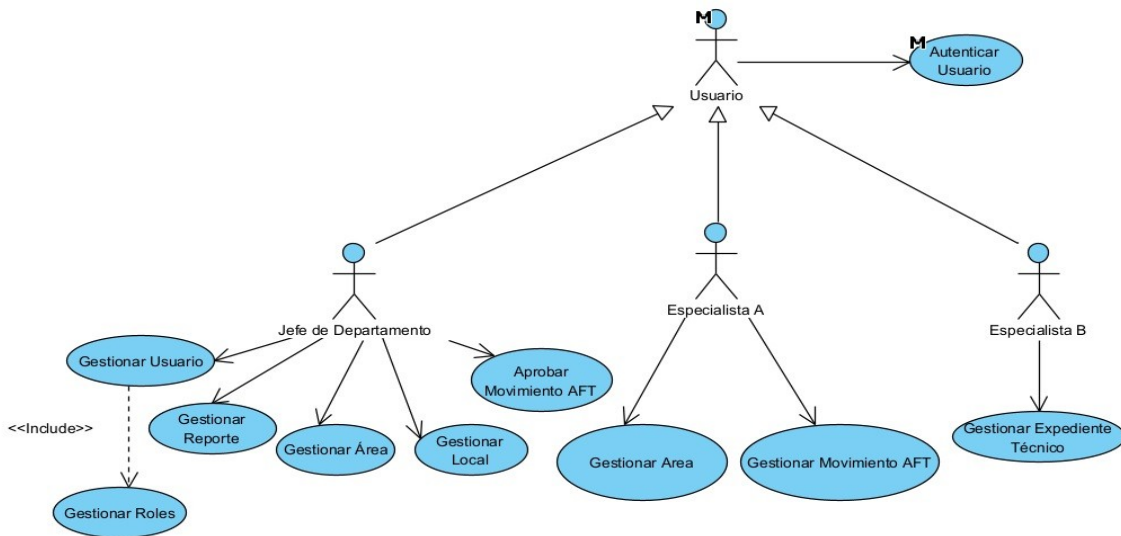 M
M
Autenticar
Usuario
Usuario
Jefe de Departamento
Especialista A
Especialista B
Gestionar Usuario
Aprobar
Movimiento AFT
<<Include>>
Gestionar
Reporte
Gestionar Área
Gestionar
Local
Gestionar Area
Gestionar Movimiento AFT
Gestionar Expediente
Técnico
Gestionar Roles